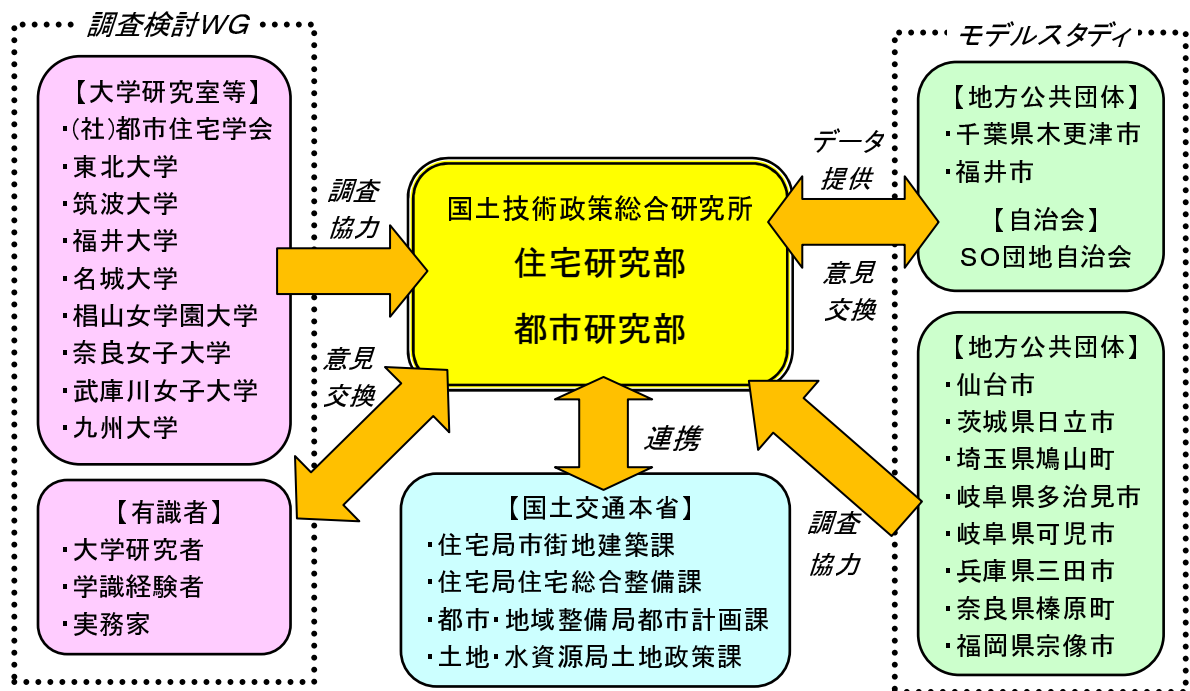 調査検討WG
【大学研究室等】
・(社)都市住宅学会
・東北大学
・筑波大学
・福井大学
・名城大学
・椙山女学園大学
・奈良女子大学
・武庫川女子大学
・九州大学
【有識者】
・大学研究者
・学識経験者
・実務家
調査
協力
意見
交換
国土技術政策総合研究所
住宅研究部
都市研究部
連携
【国土交通本省】
・住宅局市街地建築課
・住宅局住宅総合整備課
・都市・地域整備局都市計画課
・土地・水資源局土地政策課
データ
提供
意見
交換
調査
協力
モデルスタディ
【地方公共団体】
・千葉県木更津市
・福井市
【自治会】
SO団地自治会
【地方公共団体】
・仙台市
・茨城県日立市
・埼玉県鳩山町
・岐阜県多治見市
・岐阜県可児市
・兵庫県三田市
・奈良県榛原町
・福岡県宗像市